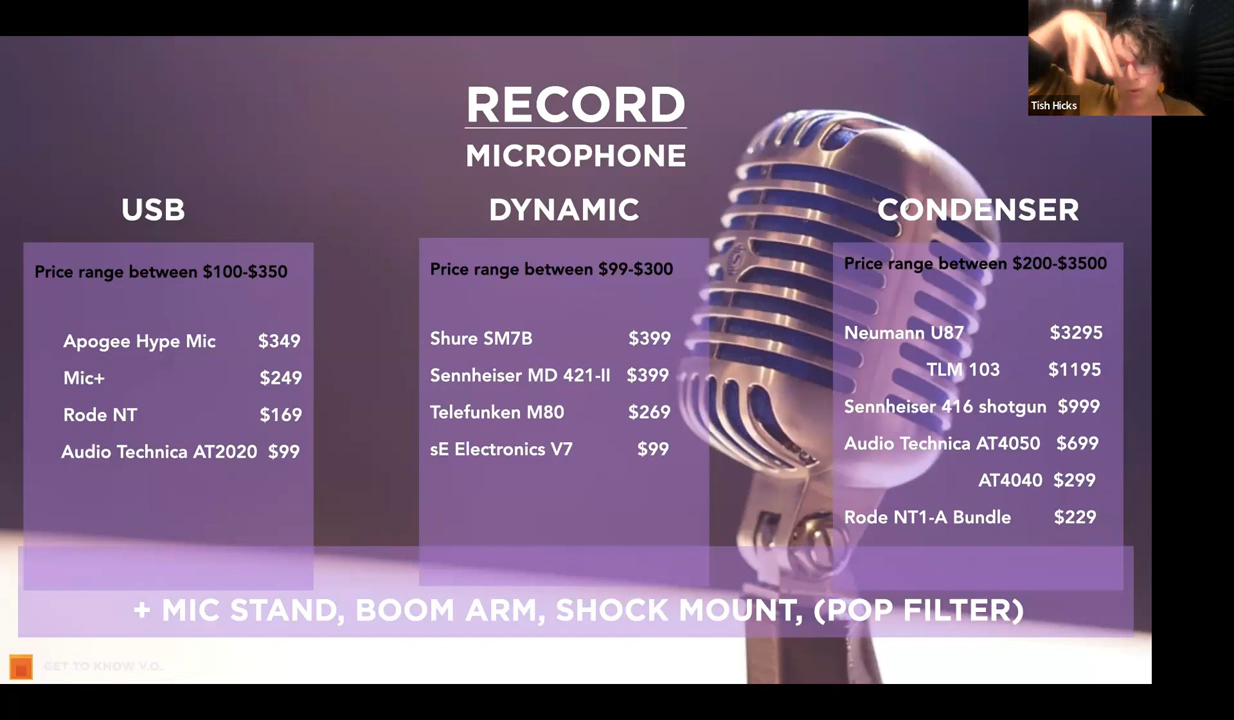 Tish Hicks
RECORD
MICROPHONE
USB
Price range between $100-$350
Apogee Hype Mic $349
Mic+ $249
Rode NT $169
Audio Technica AT2020 $99
DYNAMIC
Price range between $99-$300
Shure SM7B $399
Sennheiser MD 421-II $399
Telefunken M80 $269
sE Electronics V7 $99
CONDENSER
Price range between $200-$3500
Neumann U87 $3295
TLM 103 $1195
Sennheiser 416 shotgun $999
Audio Technica AT4050 $699
AT4040 $299
Rode NT1-A Bundle $229
+ MIC STAND, BOOM ARM, SHOCK MOUNT, (POP FILTER)
GET TO KNOW V.O.